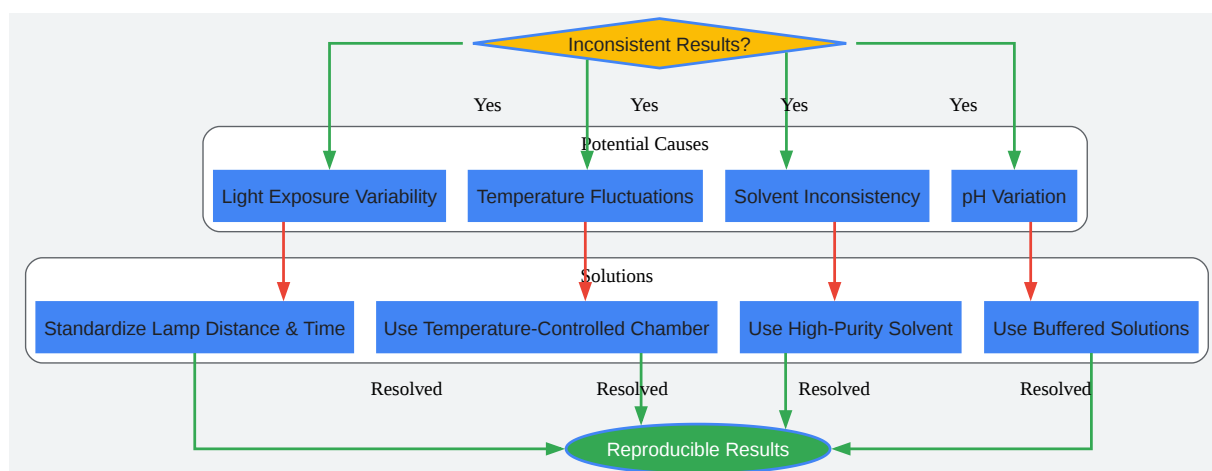 Inconsistent Results?
Yes
Yes
Yes
Yes
Potential Causes
Light Exposure Variability
Temperature Fluctuations
Solvent Inconsistency
pH Variation
Solutions
Standardize Lamp Distance & Time
Use Temperature-Controlled Chamber
Use High-Purity Solvent
Use Buffered Solutions
Resolved
Resolved
Resolved
Resolved
Reproducible Results